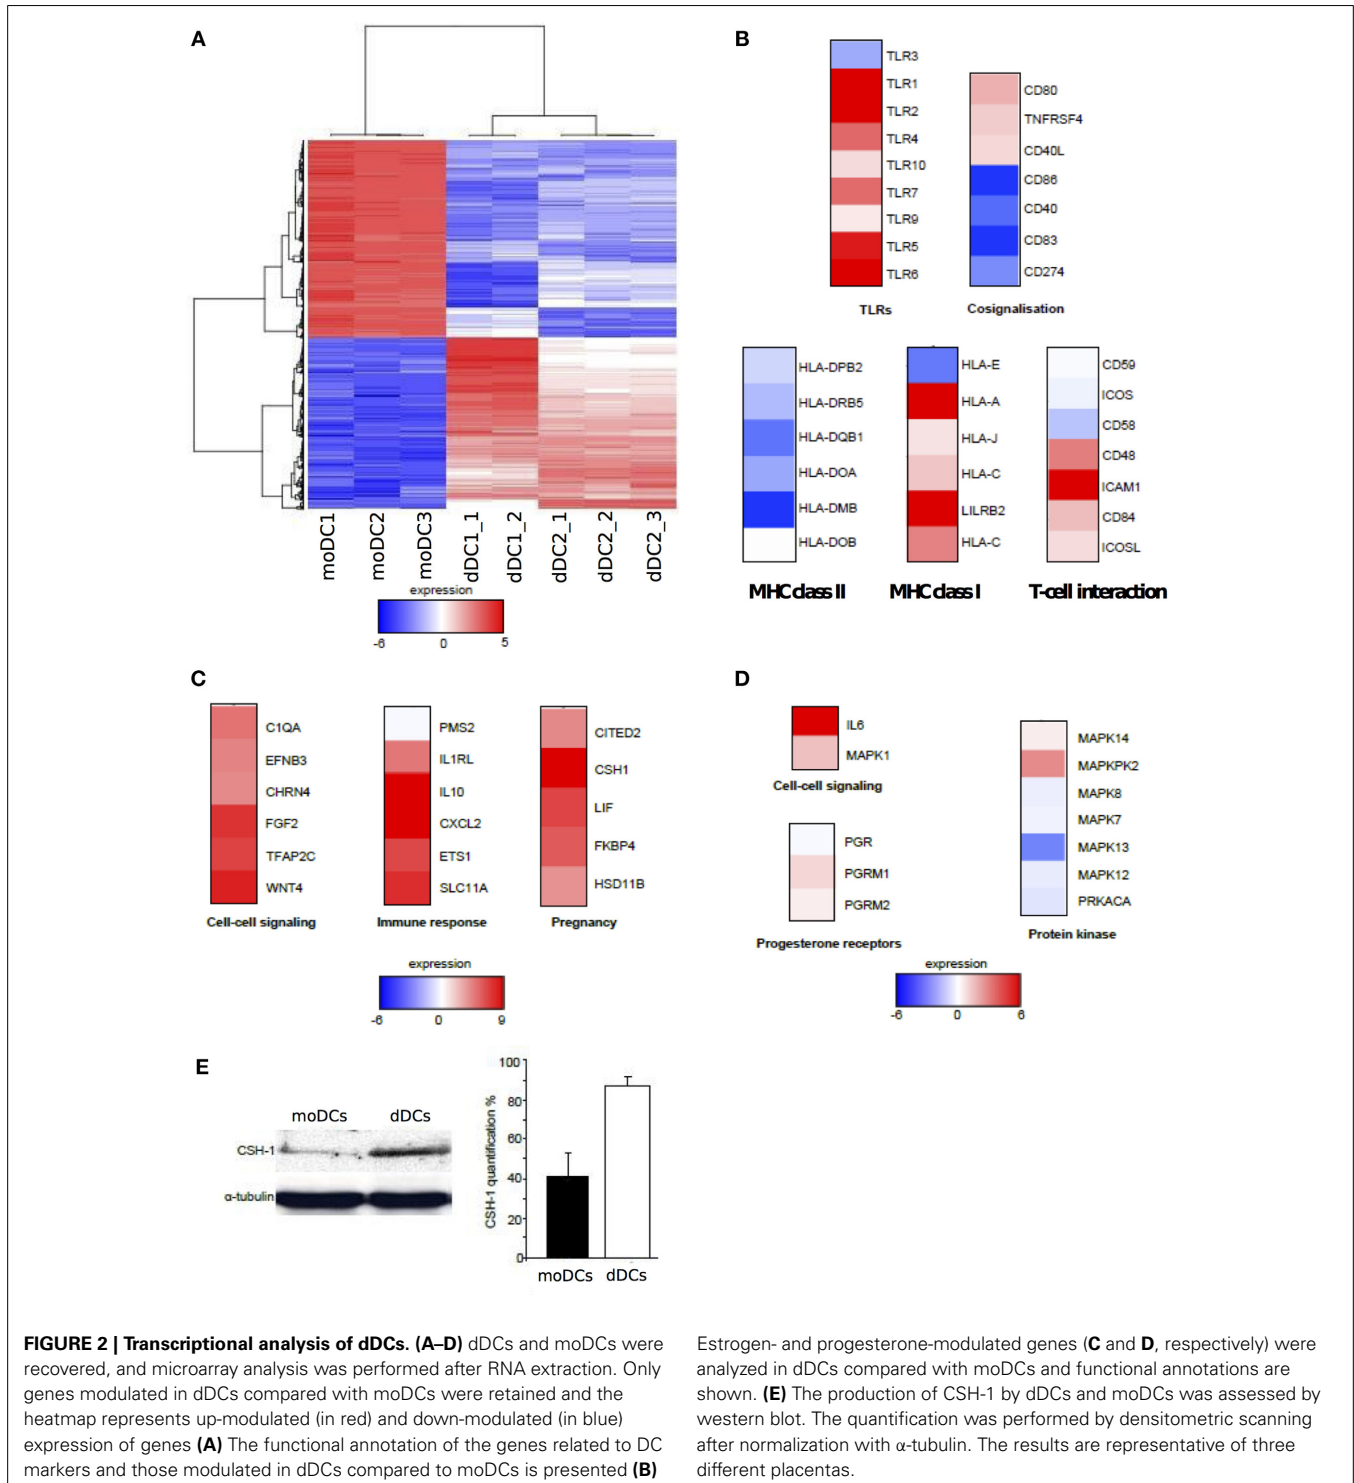 A
moDC1
moDC2
moDC3
dDC1_1
dDC1_2
dDC2_1
dDC2_2
dDC2_3
expression
-6 0 5
B
TLR3
TLR1
TLR2
TLR4
TLR10
TLR7
TLR9
TLR5
TLR6
TLRs
CD80
TNFRSF4
CD40L
CD86
CD40
CD83
CD274
Cosignalisation
HLA-DPB2
HLA-DRB5
HLA-DQB1
HLA-DOA
HLA-DMB
HLA-DOB
MHC class II
HLA-E
HLA-A
HLA-J
HLA-C
LILRB2
HLA-C
MHC class I
CD59
ICOS
CD58
CD48
ICAM1
CD84
ICOSL
T-cell interaction
C
C1QA
EFNB3
CHRN4
FGF2
TFAP2C
WNT4
Cell-cell signaling
PMS2
IL1RL
IL10
CXCL2
ETS1
SLC11A
Immune response
CITED2
CSH1
LIF
FKBP4
HSD11B
Pregnancy
expression
-6 0 9
D
IL6
MAPK1
Cell-cell signaling
PGR
PGRM1
PGRM2
Progesterone receptors
MAPK14
MAPKPK2
MAPK8
MAPK7
MAPK13
MAPK12
PRKACA
Protein kinase
expression
-6 0 6
E
moDCs dDCs
CSH-1
α-tubulin
CSH-1 quantification %
100
80
60
40
20
0
moDCs dDCs
FIGURE 2 | Transcriptional analysis of dDCs. (A–D) dDCs and moDCs were
recovered, and microarray analysis was performed after RNA extraction. Only
genes modulated in dDCs compared with moDCs were retained and the
heatmap represents up-modulated (in red) and down-modulated (in blue)
expression of genes (A) The functional annotation of the genes related to DC
markers and those modulated in dDCs compared to moDCs is presented (B)
Estrogen- and progesterone-modulated genes (C and D, respectively) were
analyzed in dDCs compared with moDCs and functional annotations are
shown. (E) The production of CSH-1 by dDCs and moDCs was assessed by
western blot. The quantification was performed by densitometric scanning
after normalization with α-tubulin. The results are representative of three
different placentas.